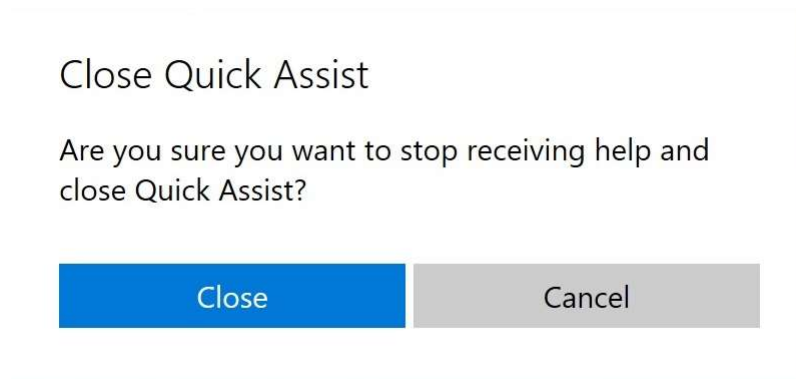 Close Quick Assist
Are you sure you want to stop receiving help and
close Quick Assist?
Close
Cancel